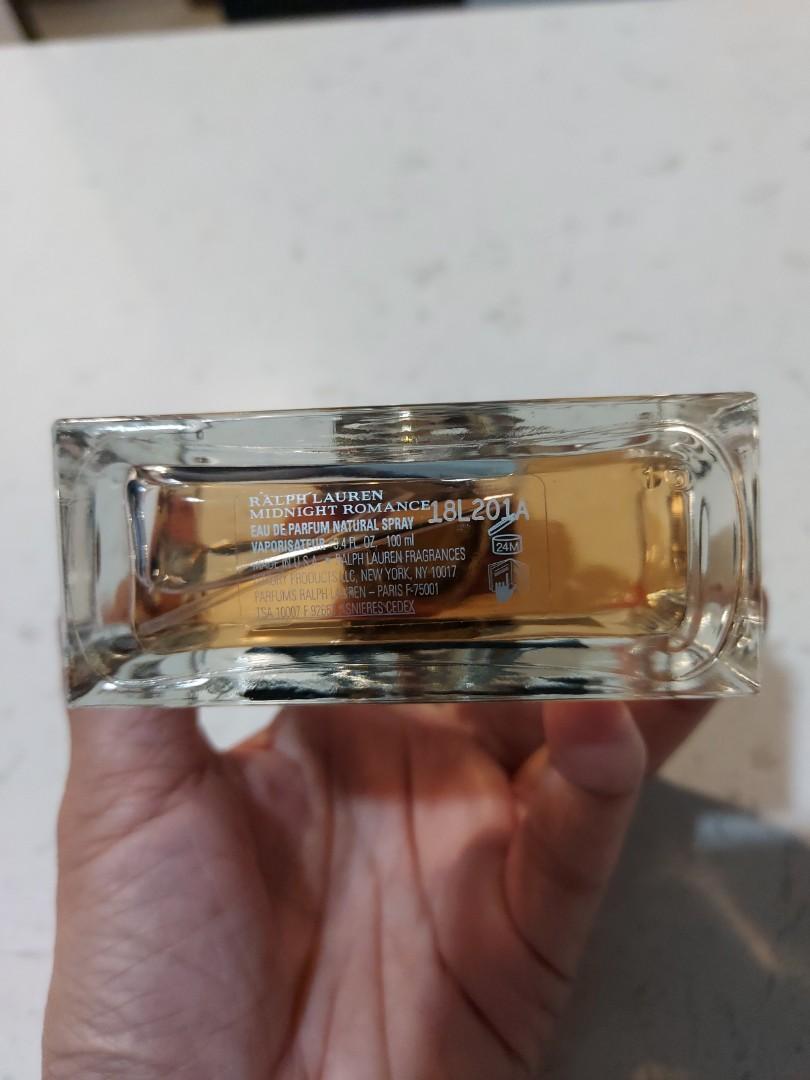 RALPH LAUREN
MIDNIGHT ROMANCE
18L201A
EAU DE PARFUM NATURAL SPRAY
VAPORISATEUR 3.4 FL. OZ 100 ml
MADE IN U.S.A. RALPH LAUREN FRAGRANCES
LUXURY PRODUCTS LLC, NEW YORK, NY 10017
PARFUMS RALPH LAUREN – PARIS F-75001
TSA 10007 F 92667 ASNIERES CEDEX
24M